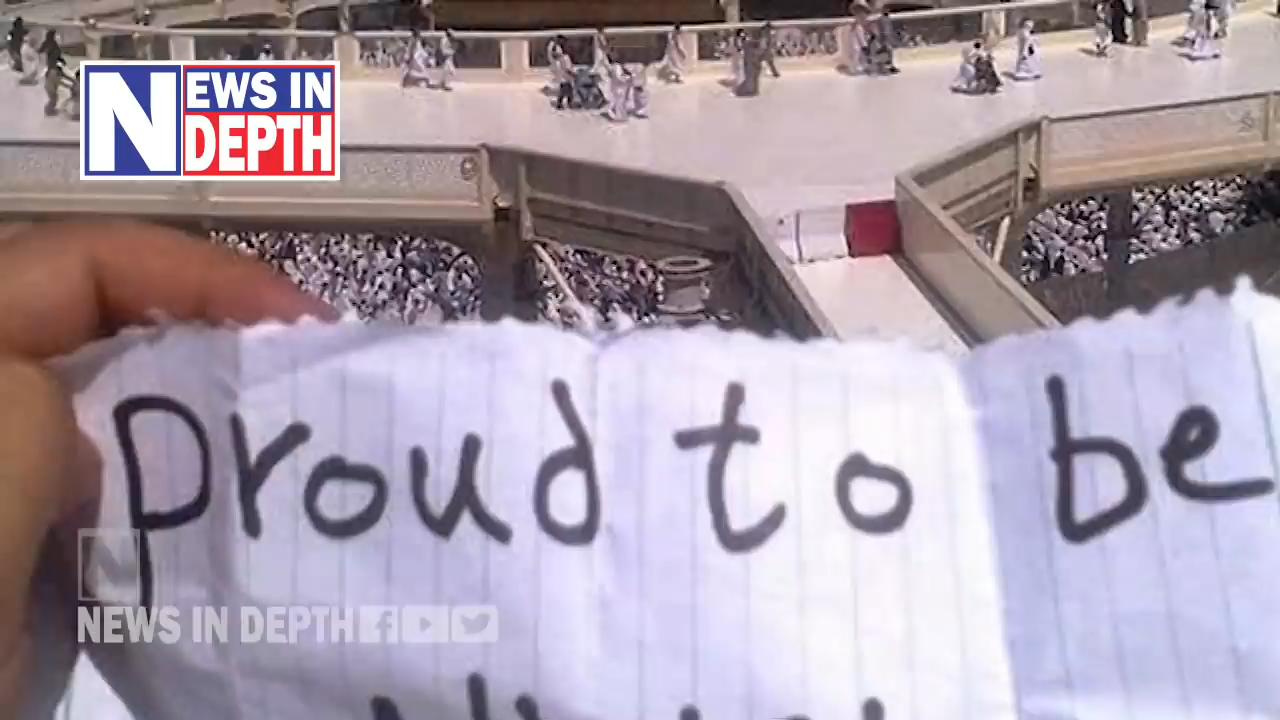 NEWS IN
DEPTH
Proud to be
N
NEWS IN DEPTH